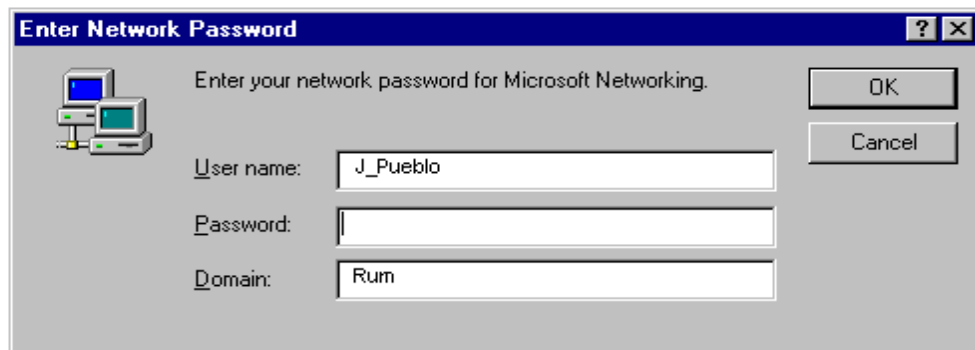 Enter Network Password
Enter your network password for Microsoft Networking.
OK
Cancel
User name: J_Pueblo
Password:
Domain: Rum